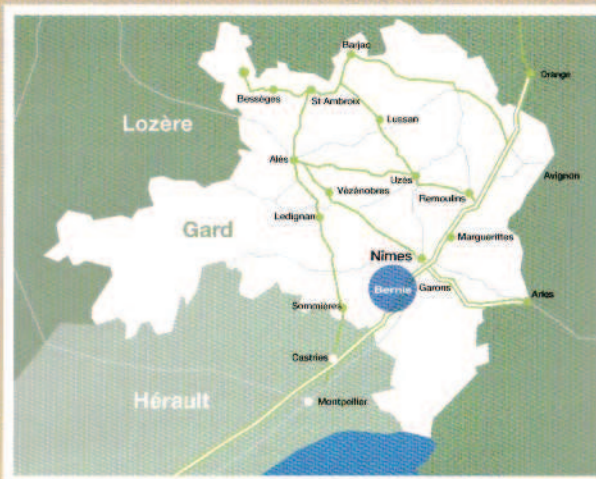 Barjac
Orange
Bessèges
St Ambroix
Lussan
Lozère
Alès
Uzès
Avignon
Vézénobres
Remoulins
Ledignan
Gard
Marguerittes
Nîmes
Bernis
Garons
Arles
Sommières
Castries
Hérault
Montpellier